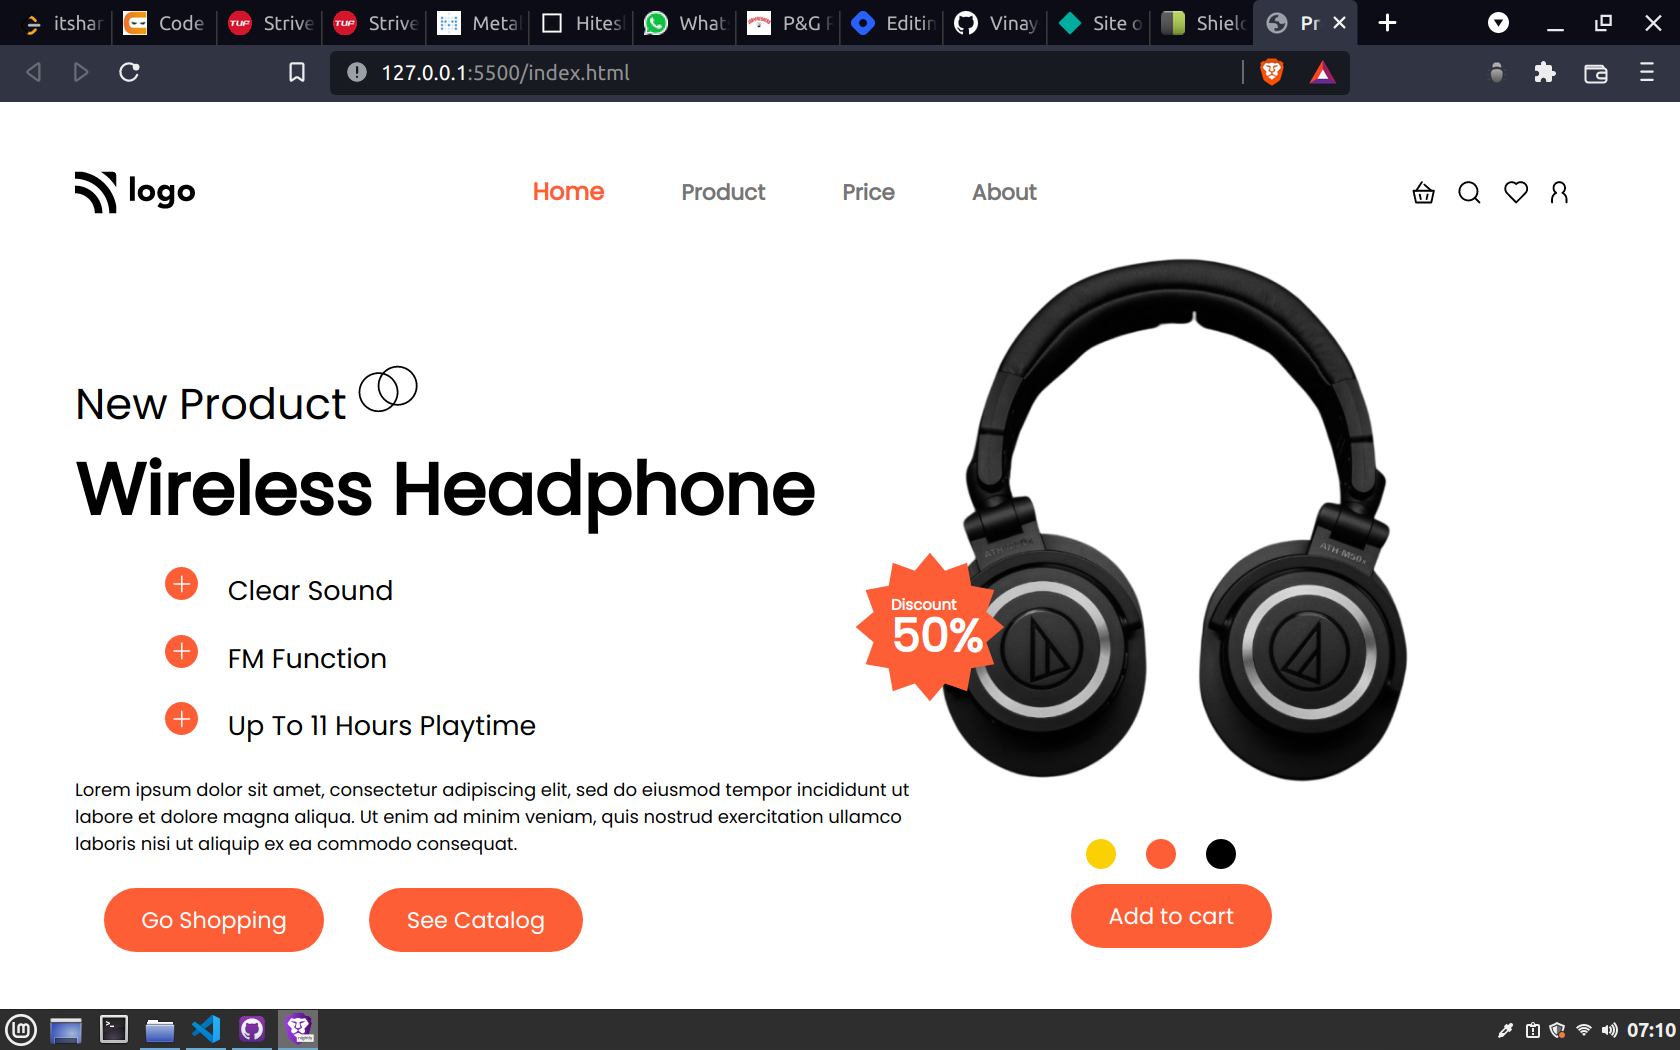 itshar
Code
Strive
Strive
Metal
Hitesh
Whats
P&G F
Editin
Vinay
Site o
Shield
Pr
127.0.0.1:5500/index.html
logo
Home
Product
Price
About
New Product
Wireless Headphone
Clear Sound
FM Function
Up To 11 Hours Playtime
Lorem ipsum dolor sit amet, consectetur adipiscing elit, sed do eiusmod tempor incididunt ut
labore et dolore magna aliqua. Ut enim ad minim veniam, quis nostrud exercitation ullamco
laboris nisi ut aliquip ex ea commodo consequat.
Go Shopping
See Catalog
ATH-M50x
Discount
50%
Add to cart
07:10